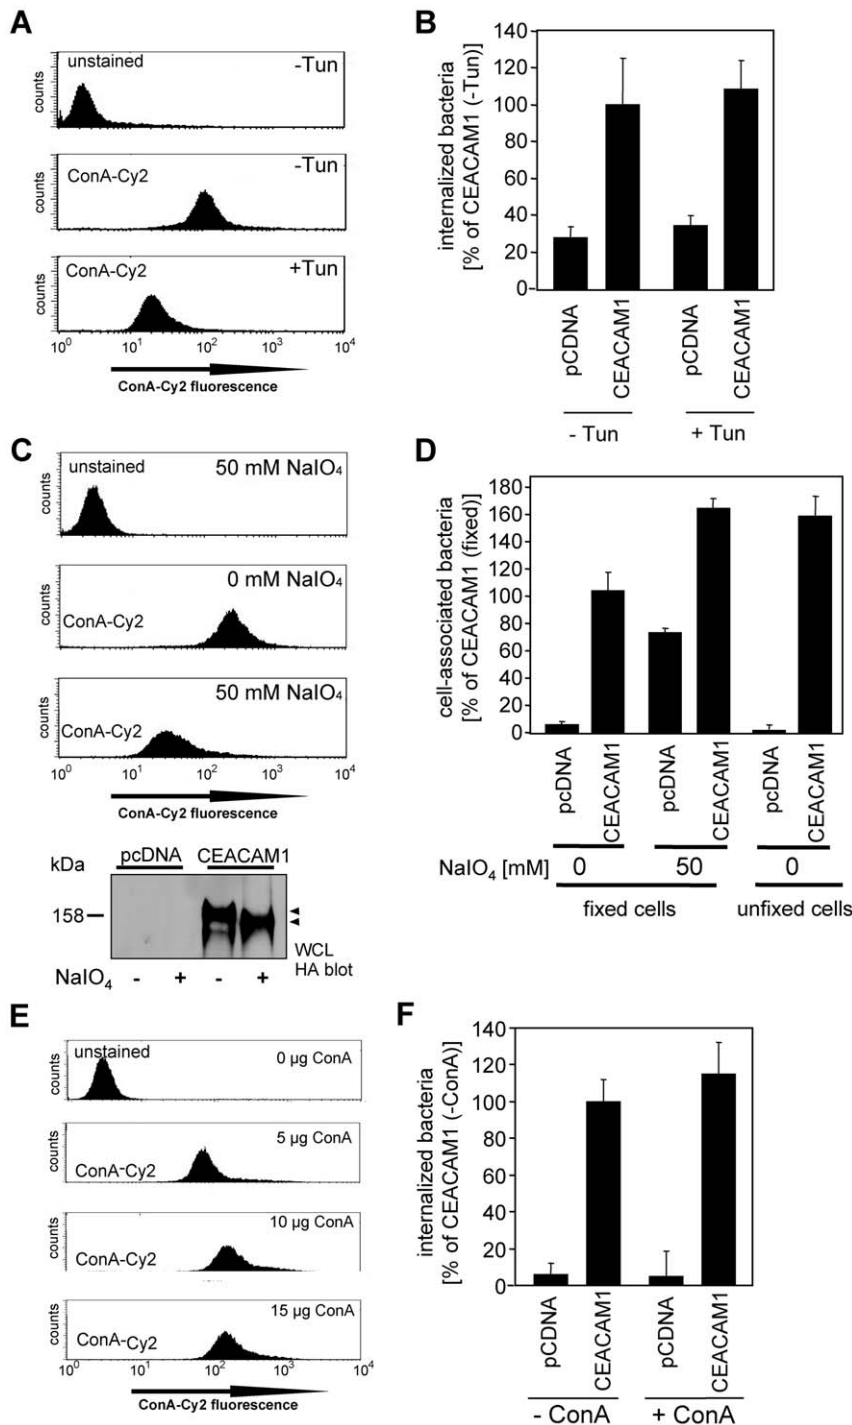 A
unstained
-Tun
counts
ConA-Cy2
-Tun
counts
ConA-Cy2
+Tun
counts
10⁰ 10¹ 10² 10³ 10⁴
ConA-Cy2 fluorescence
B
internalized bacteria
[% of CEACAM1 (-Tun)]
140
120
100
80
60
40
20
0
pCDNA
CEACAM1
pCDNA
CEACAM1
- Tun
+ Tun
C
unstained
50 mM NaIO₄
counts
0 mM NaIO₄
ConA-Cy2
counts
50 mM NaIO₄
ConA-Cy2
counts
10⁰ 10¹ 10² 10³ 10⁴
ConA-Cy2 fluorescence
kDa
pcDNA CEACAM1
158
WCL
HA blot
NaIO₄ - + - +
D
cell-associated bacteria
[% of CEACAM1 (fixed)]
180
160
140
120
100
80
60
40
20
0
pcDNA
CEACAM1
pcDNA
CEACAM1
pcDNA
CEACAM1
NaIO₄ [mM] 0 50 0
fixed cells unfixed cells
E
unstained
0 µg ConA
counts
5 µg ConA
ConA-Cy2
counts
10 µg ConA
ConA-Cy2
counts
15 µg ConA
ConA-Cy2
counts
10⁰ 10¹ 10² 10³ 10⁴
ConA-Cy2 fluorescence
F
internalized bacteria
[% of CEACAM1 (-ConA)]
140
120
100
80
60
40
20
0
pCDNA
CEACAM1
pCDNA
CEACAM1
- ConA
+ ConA